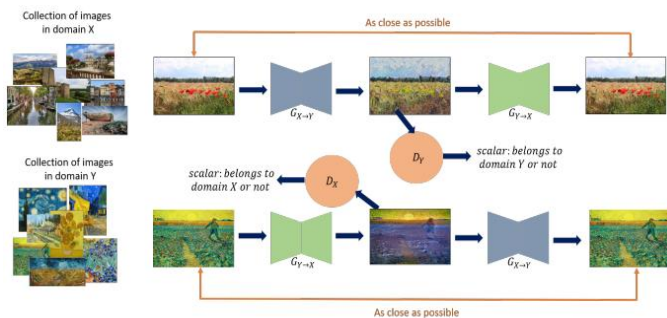 Collection of images
in domain X
As close as possible
G_{X→Y}
G_{Y→X}
D_Y
scalar: belongs to
domain Y or not
Collection of images
in domain Y
scalar: belongs to
domain X or not
D_X
G_{Y→X}
G_{X→Y}
As close as possible